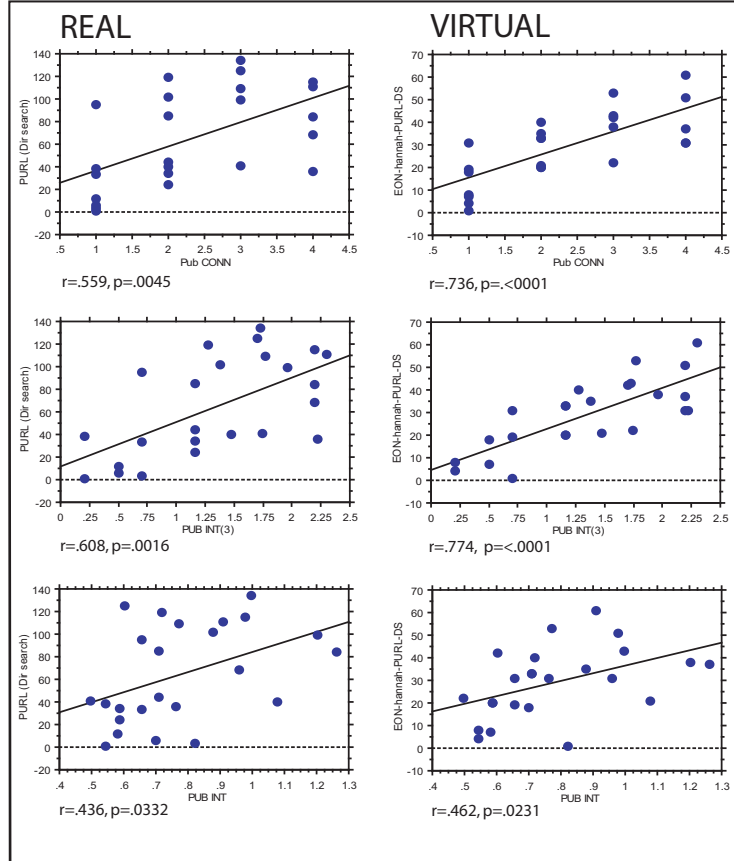 REAL
VIRTUAL
140
120
100
80
60
40
20
0
-20
PURL (Dir search)
.5 1 1.5 2 2.5 3 3.5 4 4.5
Pub CONN
r=.559, p=.0045
70
60
50
40
30
20
10
0
-10
EON-hannah-PURL-DS
.5 1 1.5 2 2.5 3 3.5 4 4.5
Pub CONN
r=.736, p=.<0001
140
120
100
80
60
40
20
0
-20
PURL (Dir search)
0 .25 .5 .75 1 1.25 1.5 1.75 2 2.25 2.5
PUB INT(3)
r=.608, p=.0016
70
60
50
40
30
20
10
0
-10
EON-hannah-PURL-DS
0 .25 .5 .75 1 1.25 1.5 1.75 2 2.25 2.5
PUB INT(3)
r=.774, p=<.0001
140
120
100
80
60
40
20
0
-20
PURL (Dir search)
.4 .5 .6 .7 .8 .9 1 1.1 1.2 1.3
PUB INT
r=.436, p=.0332
70
60
50
40
30
20
10
0
-10
EON-hannah-PURL-DS
.4 .5 .6 .7 .8 .9 1 1.1 1.2 1.3
PUB INT
r=.462, p=.0231